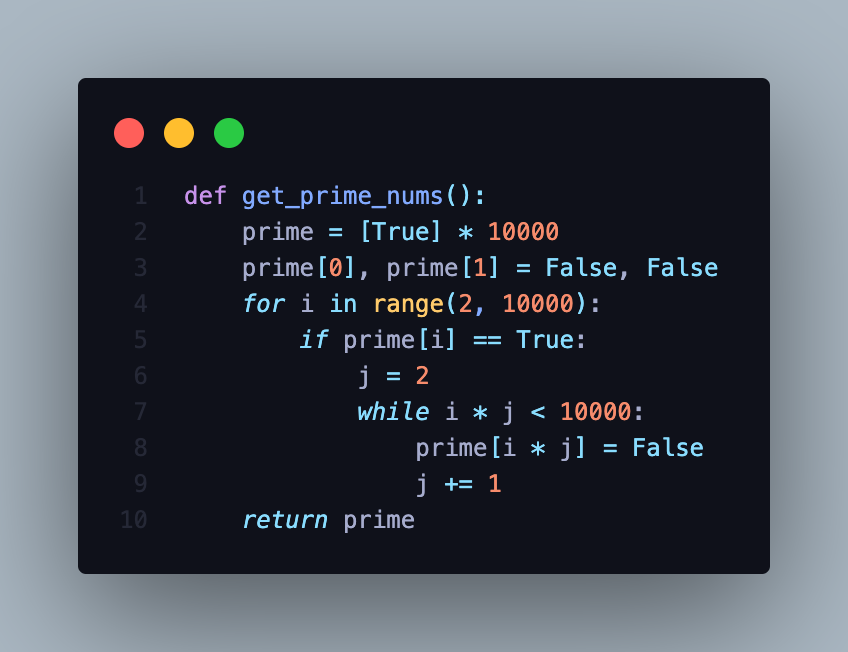 1 def get_prime_nums():
2     prime = [True] * 10000
3     prime[0], prime[1] = False, False
4     for i in range(2, 10000):
5         if prime[i] == True:
6             j = 2
7             while i * j < 10000:
8                 prime[i * j] = False
9                 j += 1
10     return prime